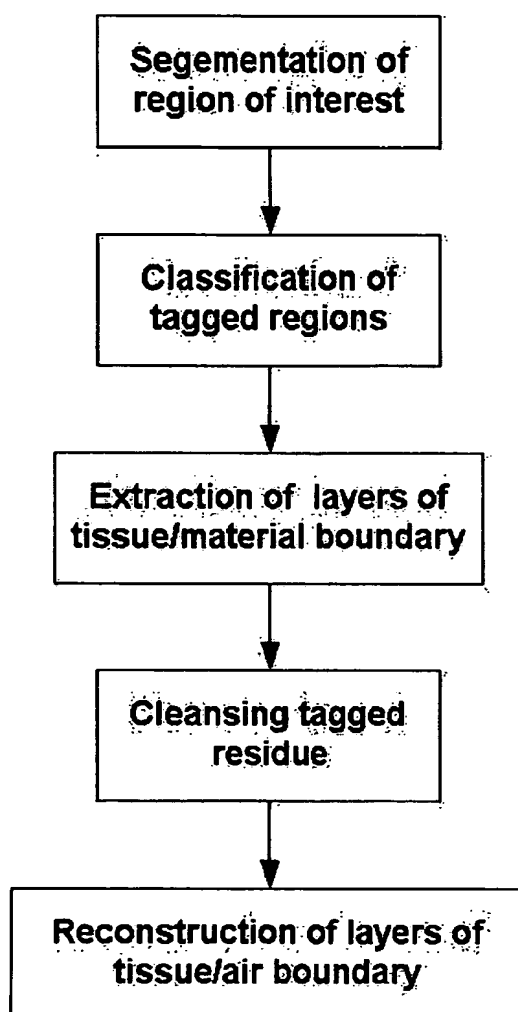 Segementation of
region of interest
Classification of
tagged regions
Extraction of layers of
tissue/material boundary
Cleansing tagged
residue
Reconstruction of layers of
tissue/air boundary